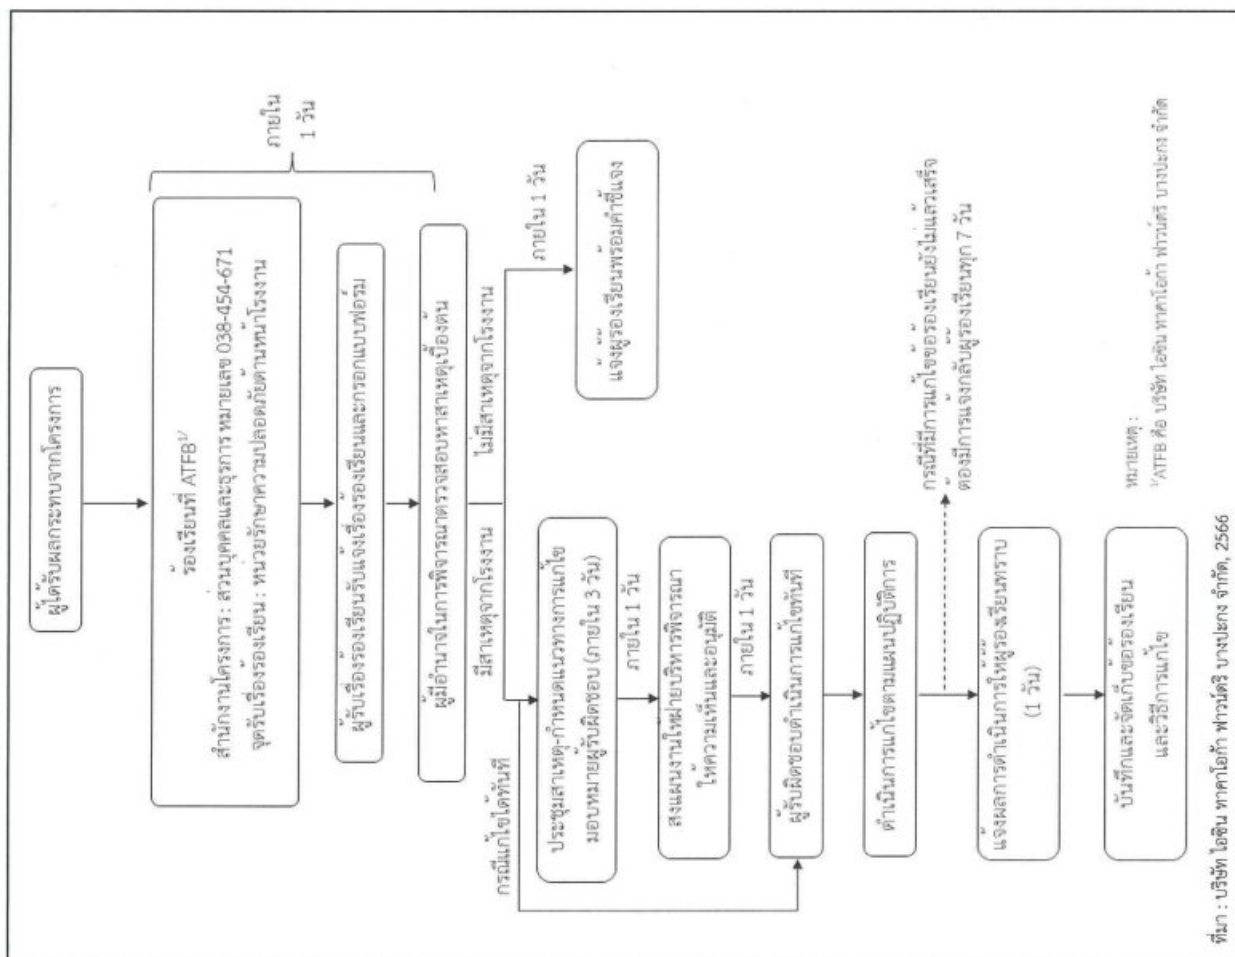 ผู้ได้รับผลกระทบจากโครงการ
ร้องเรียนที่ ATFB1/
สำนักงานโครงการ : ส่วนบุคคลและธุรการ หมายเลข 038-454-671
จุดรับเรื่องร้องเรียน : หน่วยรักษาความปลอดภัยด้านหน้าโรงงาน
ภายใน
1 วัน
ผู้รับเรื่องร้องเรียนรับแจ้งเรื่องร้องเรียนและกรอกแบบฟอร์ม
ผู้มีอำนาจในการพิจารณาตรวจสอบหาสาเหตุเบื้องต้น
มีสาเหตุจากโรงงาน
ไม่มีสาเหตุจากโรงงาน
กรณีแก้ไขได้ทันที
ภายใน 1 วัน
ประชุมสาเหตุ-กำหนดแนวทางการแก้ไข
มอบหมายผู้รับผิดชอบ (ภายใน 3 วัน)
แจ้งผู้ร้องเรียนพร้อมคำชี้แจง
ภายใน 1 วัน
ส่งแผนงานให้ฝ่ายบริหารพิจารณา
ให้ความเห็นและอนุมัติ
ภายใน 1 วัน
ผู้รับผิดชอบดำเนินการแก้ไขทันที
ดำเนินการแก้ไขตามแผนปฏิบัติการ
กรณีที่มีการแก้ไขข้อร้องเรียนยังไม่แล้วเสร็จ
ต้องมีการแจ้งกลับผู้ร้องเรียนทุก 7 วัน
แจ้งผลการดำเนินการให้ผู้ร้องเรียนทราบ
(1 วัน)
บันทึกและจัดเก็บข้อร้องเรียน
และวิธีการแก้ไข
หมายเหตุ :
1/ATFB คือ บริษัท ไอซิน ทาคาโอก้า ฟาวน์ดริ บางปะกง จำกัด
ที่มา : บริษัท ไอซิน ทาคาโอก้า ฟาวน์ดริ บางปะกง จำกัด, 2566